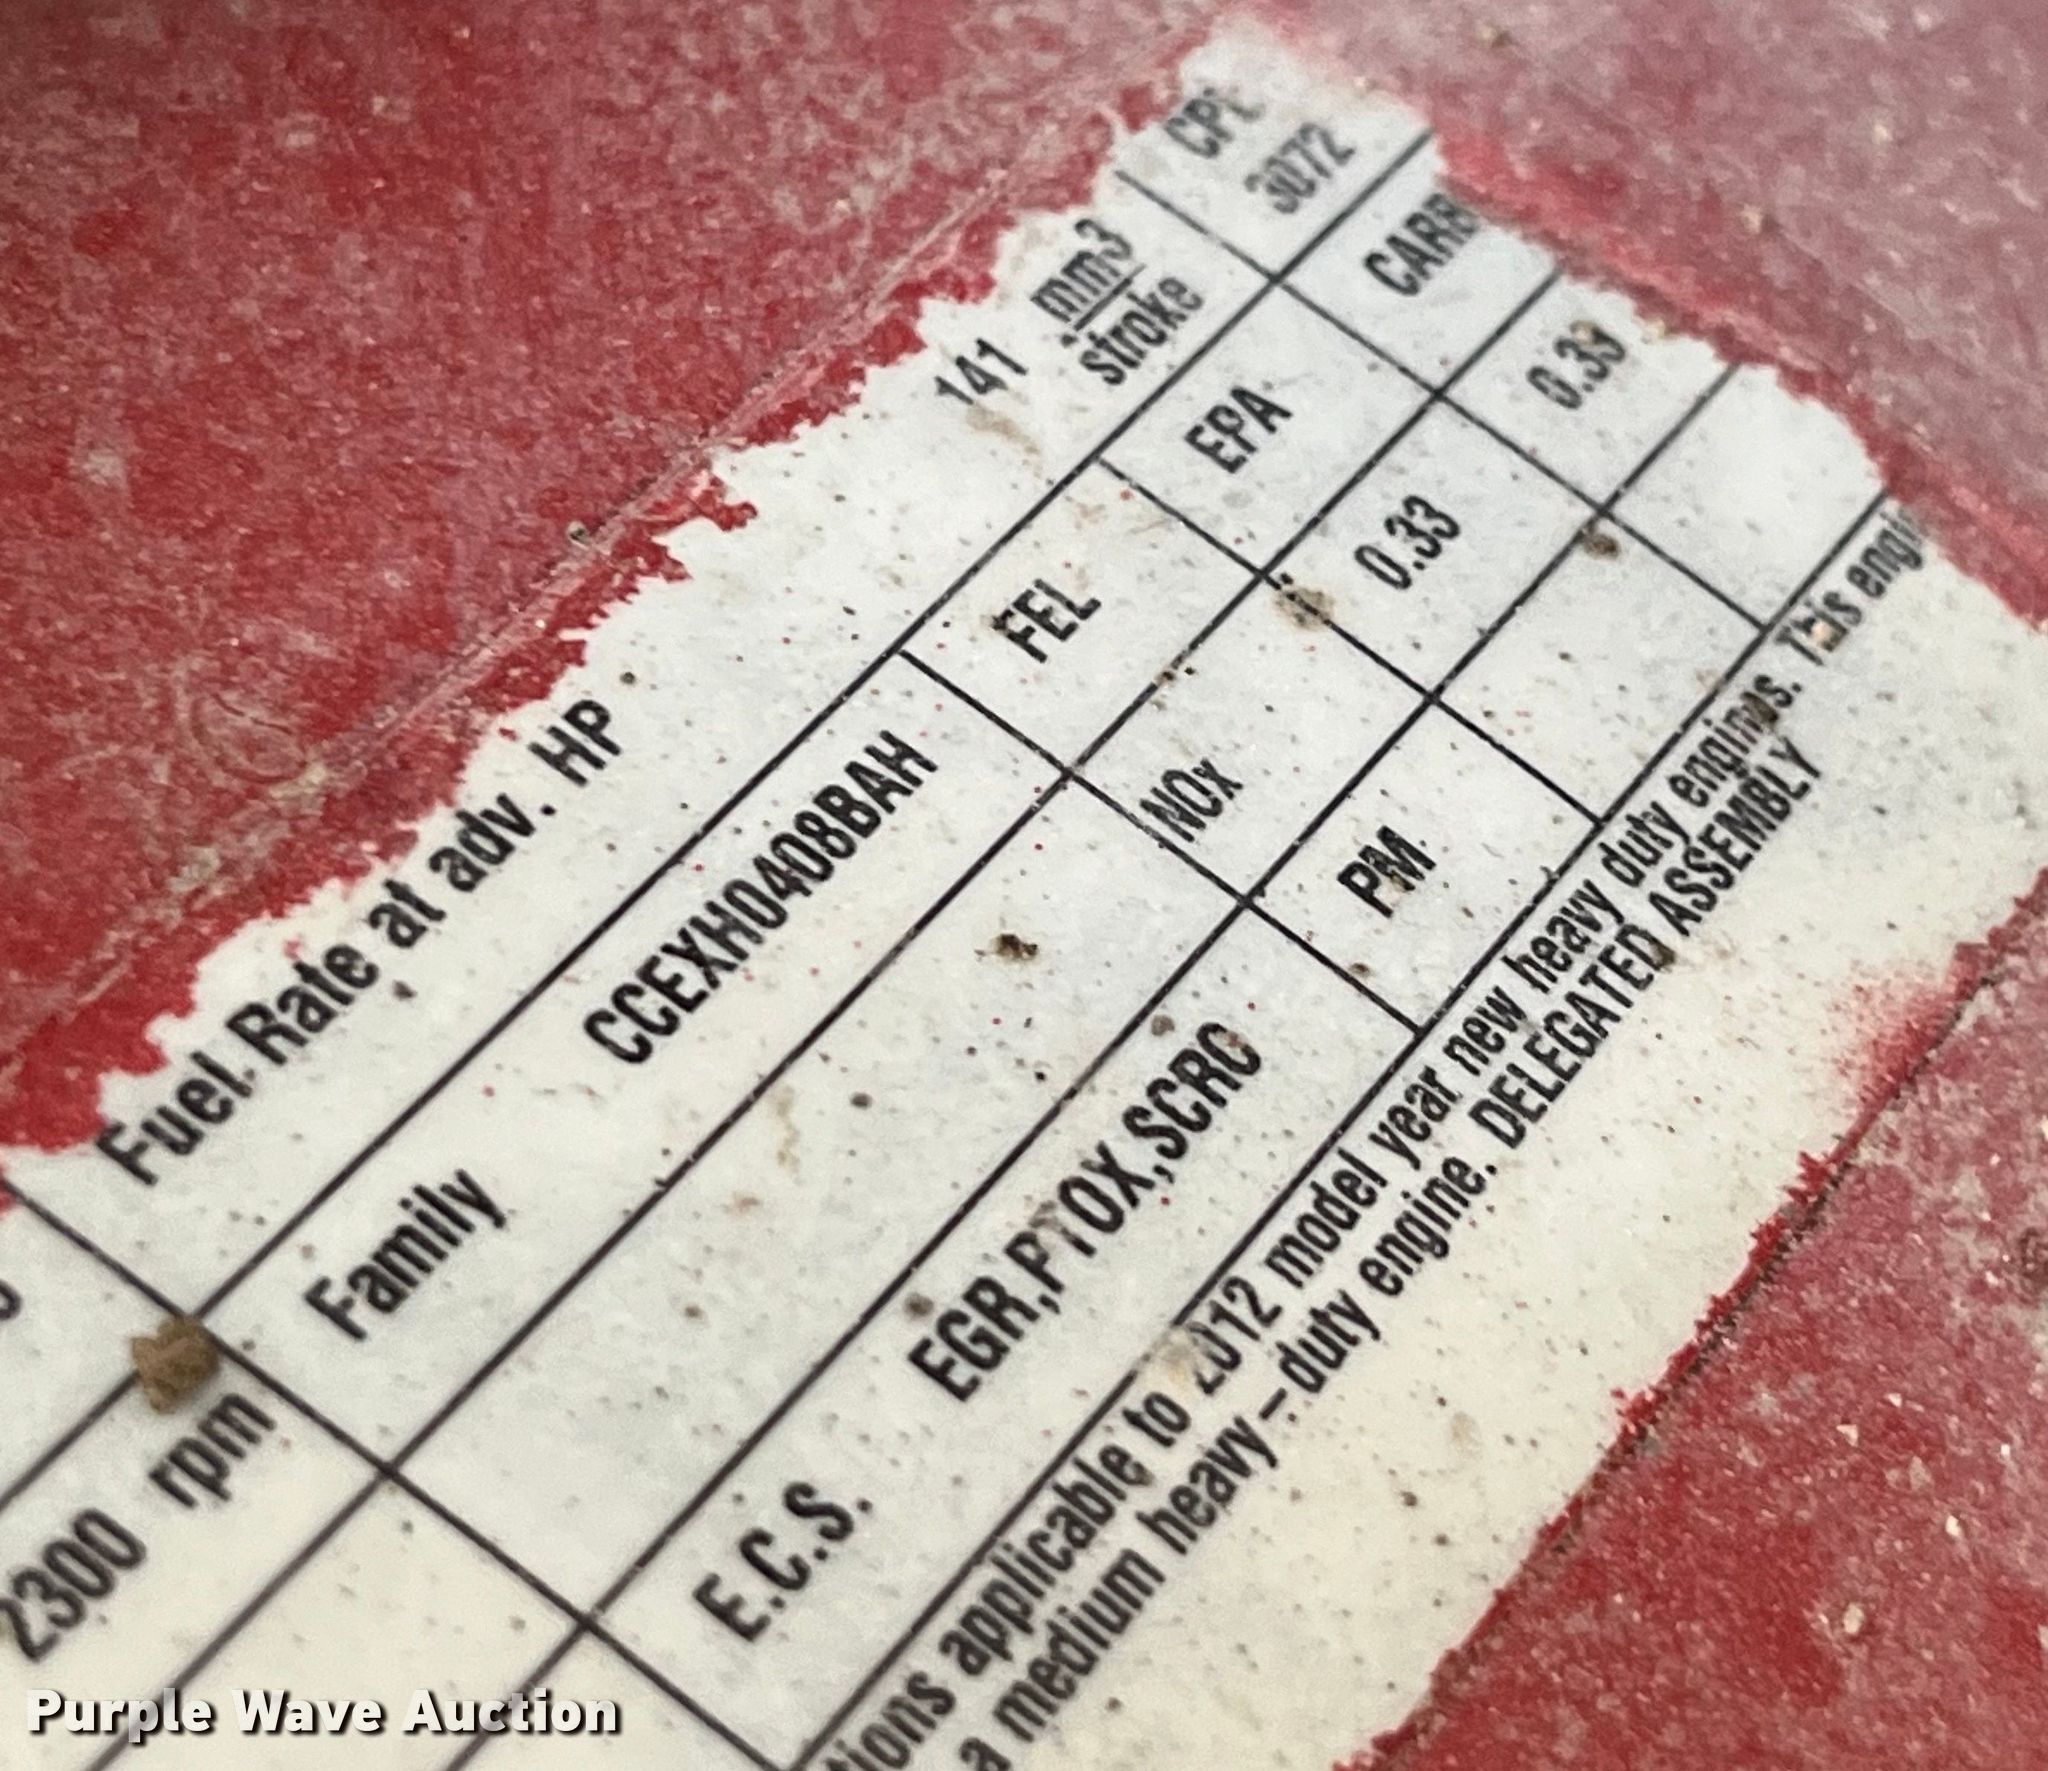 CPL
3072
Fuel Rate at adv. HP 141 mm3
stroke
2300 rpm
Family CCEXH0408BAH FEL EPA CARB
NOx 0.33 0.33
E.C.S. EGR,PTOX,SCRC PM
applicable to 2012 model year new heavy duty engines. This
a medium heavy-duty engine. DELEGATED ASSEMBLY
Purple Wave Auction